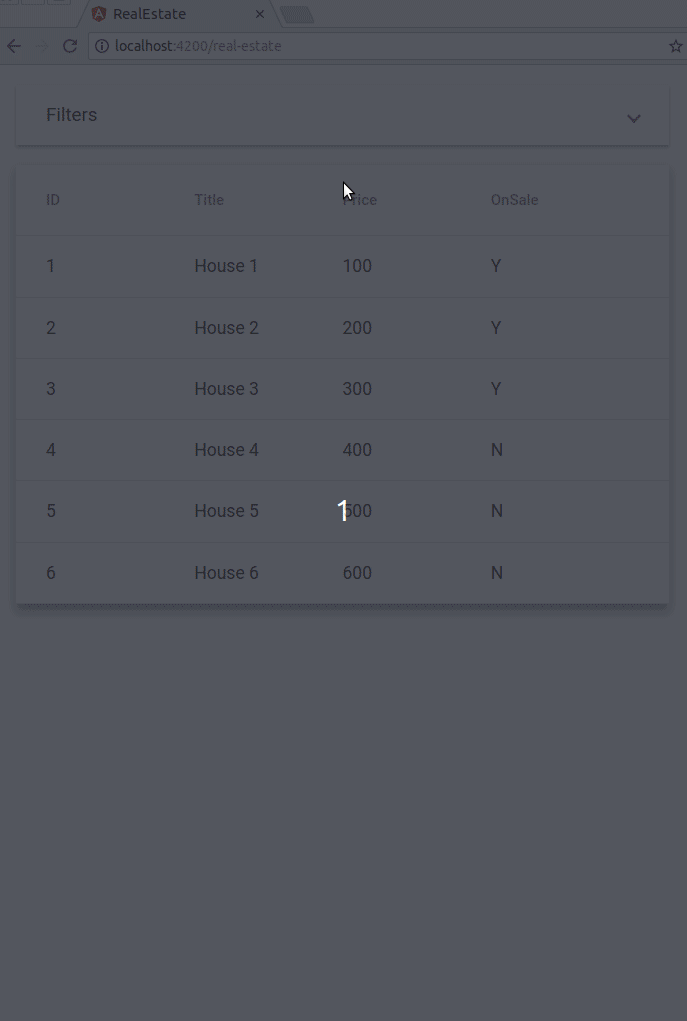 RealEstate
localhost:4200/real-estate
Filters
ID Title Price OnSale
1 House 1 100 Y
2 House 2 200 Y
3 House 3 300 Y
4 House 4 400 N
5 House 5 500 N
1
6 House 6 600 N